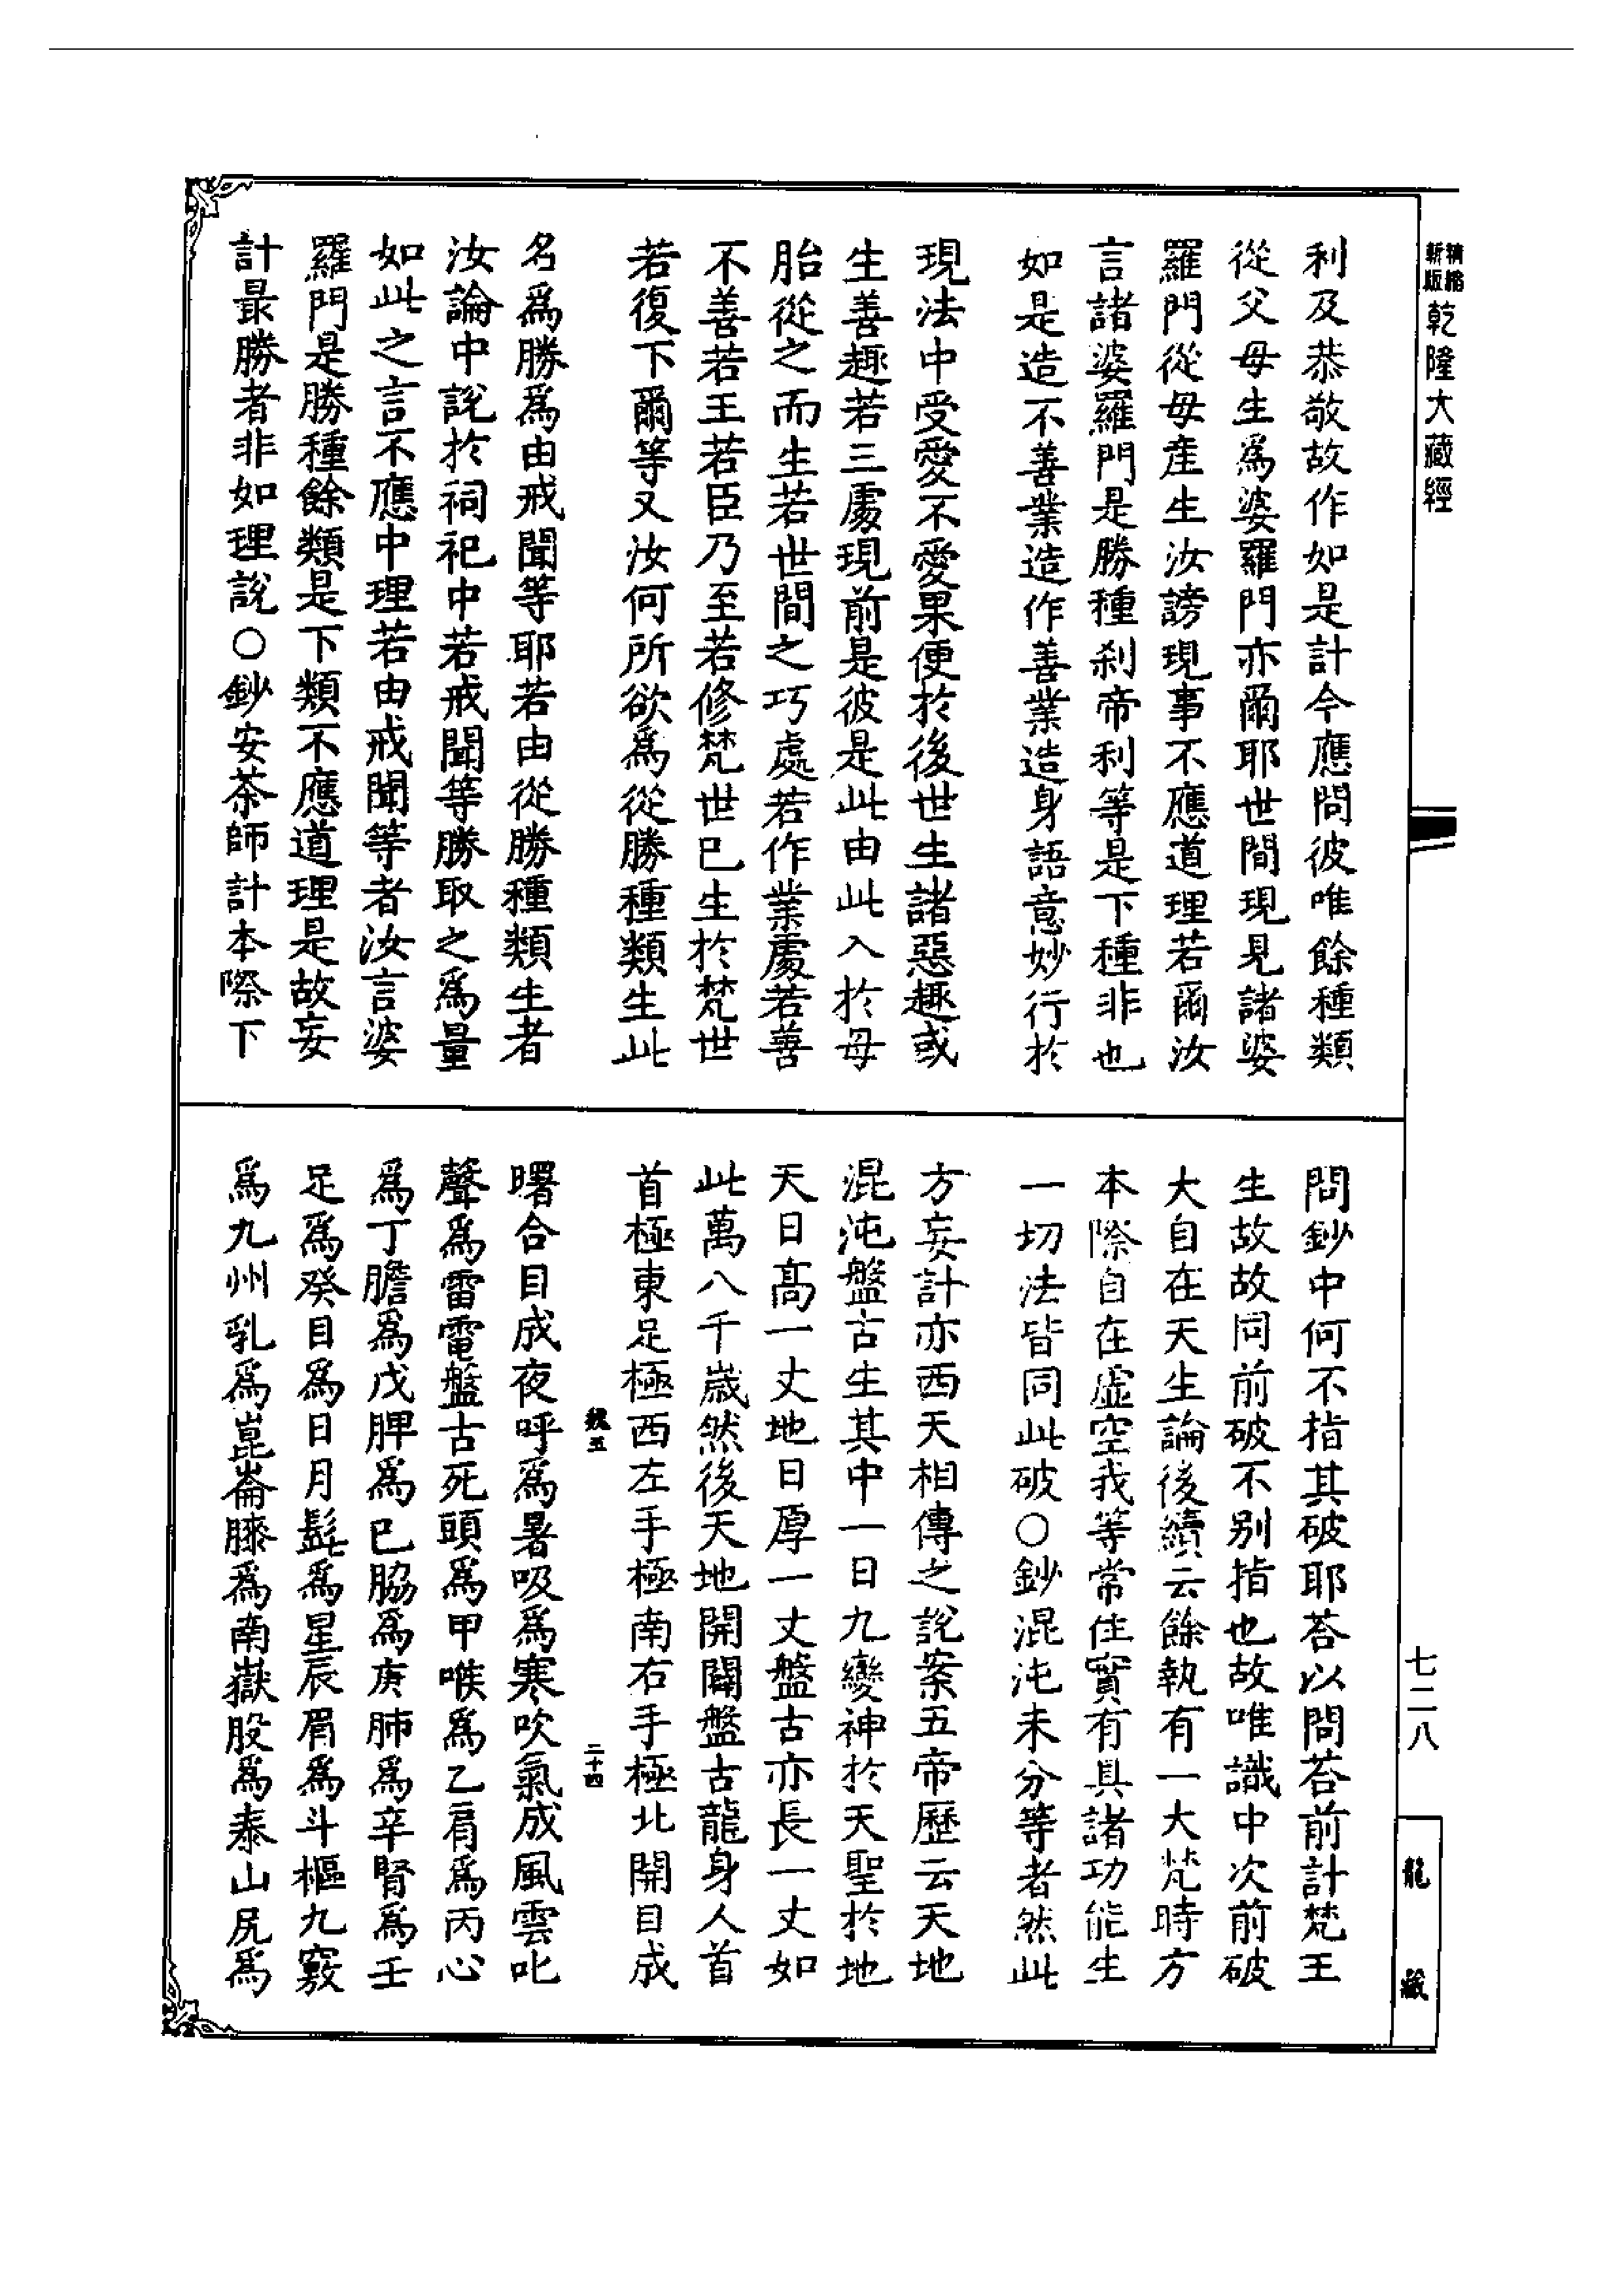 精縮新版乾隆大藏經
利及恭敬故作如是計今應問彼唯餘種類
從父母生爲婆羅門亦爾耶世間現見諸婆
羅門從母產生汝謗現事不應道理若爾汝
言諸婆羅門是勝種刹帝利等是下種非也
如是造不善業造作善業造身語意妙行於
現法中受愛不愛果便於後世生諸惡趣或
生善趣若三處現前是彼是此由此入於母
胎從之而生若世間之巧處若作業處若善
不善若王若臣乃至若修梵世已生於梵世
若復下爾等又汝何所欲爲從勝種類生此
名爲勝爲由戒聞等耶若由從勝種類生者
汝論中說於祠祀中若戒聞等勝取之爲量
如此之言不應中理若由戒聞等者汝言婆
羅門是勝種餘類是下類不應道理是故妄
計最勝者非如理說○鈔安荼師計本際下
問鈔中何不指其破耶荅以問荅前計梵王
生故故同前破不別指也故唯識中次前破
大自在天生論後續云餘執有一大梵時方
本際自在虛空我等常住實有具諸功能生
一切法皆同此破○鈔混沌未分等者然此
方妄計亦西天相傳之說案五帝歷云天地
混沌盤古生其中一日九變神於天聖於地
天日高一丈地日厚一丈盤古亦長一丈如
此萬八千歲然後天地開闢盤古龍身人首
首極東足極西左手極南右手極北開目成
魏五
二十四
曙合目成夜呼爲暑吸爲寒吹氣成風雲叱
聲爲雷電盤古死頭爲甲喉爲乙肩爲丙心
爲丁膽爲戊脾爲己脇爲庚肺爲辛腎爲壬
足爲癸目爲日月髭爲星辰眉爲斗樞九竅
爲九州乳爲崑崙膝爲南嶽股爲泰山尻爲
七二八
龍藏